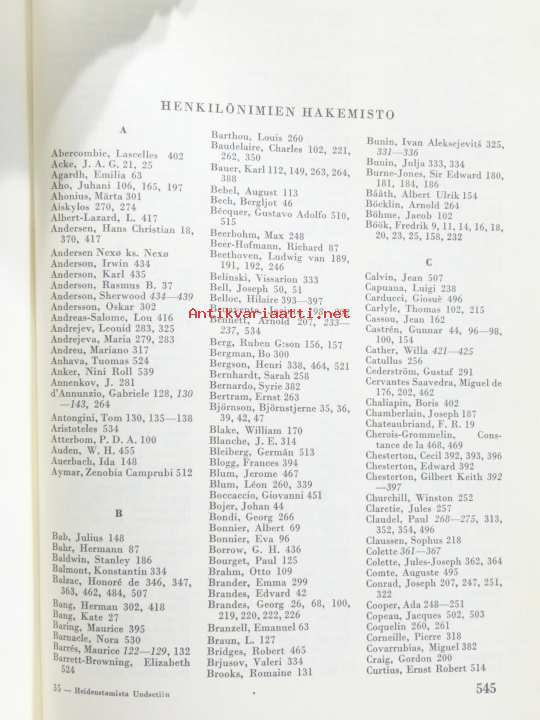 HENKILÖNIMIEN HAKEMISTO
A
Abercombie, Lascelles 402
Acke, J. A. G. 21, 25
Agardh, Emilia 63
Aho, Juhani 106, 165, 197
Ahonius, Märta 301
Aiskylos 270, 274
Albert-Lazard, L. 417
Andersen, Hans Christian 18,
370, 417
Andersen Nexø ks. Nexø
Anderson, Irwin 434
Anderson, Karl 435
Anderson, Rasmus B. 37
Anderson, Sherwood 434—439
Andersson, Oskar 302
Andreas-Salome, Lou 416
Andrejev, Leonid 283, 325
Andrejeva, Maria 279, 283
Andreu, Mariano 317
Anhava, Tuomas 524
Anker, Nini Roll 539
Annenkov, J. 281
d'Annunzio, Gabriele 128, 130
—143, 264
Antongini, Tom 130, 135—138
Aristoteles 534
Atterbom, P. D. A. 100
Auden, W. H. 455
Auerbach, Ida 148
Aymar, Zenobia Camprubi 512
B
Bab, Julius 148
Bahr, Hermann 87
Baldwin, Stanley 186
Balmont, Konstantin 334
Balzac, Honoré de 346, 347,
363, 462, 484, 507
Bang, Herman 302, 418
Bang, Kate 27
Baring, Maurice 395
Barnacle, Nora 530
Barrés, Maurice 122—129, 132
Barrett-Browning, Elizabeth
524
Barthou, Louis 260
Baudelaire, Charles 102, 221,
262, 350
Bauer, Karl 112, 149, 263, 264,
388
Bebel, August 113
Bech, Bergljot 46
Bécquer, Gustavo Adolfo 510,
515
Beerbohm, Max 248
Beer-Hofmann, Richard 87
Beethoven, Ludwig van 189,
191, 192, 246
Belinski, Vissarion 333
Bell, Joseph 50, 51
Belloc, Hilaire 393—397
Antikvariaatti.net
Bennett, Arnold 207, 233—
—237, 534
Berg, Ruben G:son 156, 157
Bergman, Bo 300
Bergson, Henri 338, 464, 521
Bernhardt, Sarah 258
Bernardo, Syrie 382
Bertram, Ernst 263
Björnson, Björnstjerne 35, 36,
39, 42, 47
Blake, William 170
Blanche, J. E. 314
Bleiberg, Germán 513
Blogg, Frances 394
Blum, Jerome 467
Blum, Léon 260, 339
Boccaccio, Giovanni 451
Bojer, Johan 44
Bondi, Georg 266
Bonnier, Albert 69
Bonnier, Eva 96
Borrow, G. H. 436
Bourget, Paul 125
Brahm, Otto 109
Brander, Emma 299
Brandes, Edvard 42
Brandes, Georg 26, 68, 100,
219, 220, 222, 226
Branzell, Emanuel 63
Braun, L. 127
Bridges, Robert 465
Brjusov, Valeri 334
Brooks, Romaine 131
Bunin, Ivan Aleksejevitš 325,
331—336
Bunin, Julja 333, 334
Burne-Jones, Sir Edward 180,
181, 184, 186
Bååth, Albert Ulrik 154
Böcklin, Arnold 264
Böhme, Jacob 102
Böök, Fredrik 9, 11, 14, 16, 18,
20, 23, 25, 158, 232
C
Calvin, Jean 507
Capuana, Luigi 238
Carducci, Giosuè 496
Carlyle, Thomas 102, 215
Cassou, Jean 162
Castrén, Gunnar 44, 96—98,
100, 154
Cather, Willa 421—425
Catullus 256
Cederström, Gustaf 291
Cervantes Saavedra, Miguel de
176, 202, 462
Chaliapin, Boris 402
Chamberlain, Joseph 187
Chateaubriand, F. R. 19
Cherois-Grommelin, Cons-
tance de la 468, 469
Chesterton, Cecil 392, 393, 396
Chesterton, Edward 392
Chesterton, Gilbert Keith 392
—397
Churchill, Winston 252
Claretie, Jules 257
Claudel, Paul 268—275, 313,
352, 354, 496
Claussen, Sophus 218
Colette 361—367
Colette, Jules-Joseph 362, 364
Comte, Auguste 495
Conrad, Joseph 207, 247, 251,
322
Cooper, Ada 248—251
Copeau, Jacques 502, 503
Coquelin 260, 261
Corneille, Pierre 318
Covarrubias, Miguel 382
Craig, Gordon 200
Curtius, Ernst Robert 514
35 — Heidenstamista Undsetiin
545